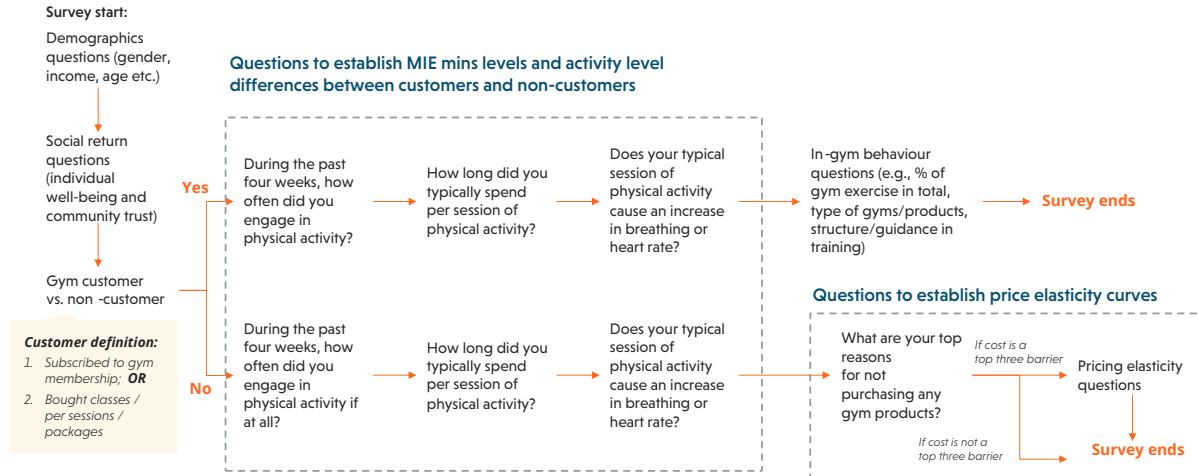 Survey start:
Demographics
questions (gender,
income, age etc.)
Social return
questions
(individual
well-being and
community trust)
Gym customer
vs. non -customer
Customer definition:
1. Subscribed to gym
membership; OR
2. Bought classes /
per sessions /
packages
Yes
No
Questions to establish MIE mins levels and activity level
differences between customers and non-customers
During the past
four weeks, how
often did you
engage in
physical activity?
How long did you
typically spend
per session of
physical activity?
Does your typical
session of
physical activity
cause an increase
in breathing or
heart rate?
In-gym behaviour
questions (e.g., % of
gym exercise in total,
type of gyms/products,
structure/guidance in
training)
Survey ends
During the past
four weeks, how
often did you
engage in
physical activity if
at all?
How long did you
typically spend
per session of
physical activity?
Does your typical
session of
physical activity
cause an increase
in breathing or
heart rate?
Questions to establish price elasticity curves
What are your top
reasons
for not
purchasing any
gym products?
If cost is a
top three barrier
Pricing elasticity
questions
If cost is not a
top three barrier
Survey ends